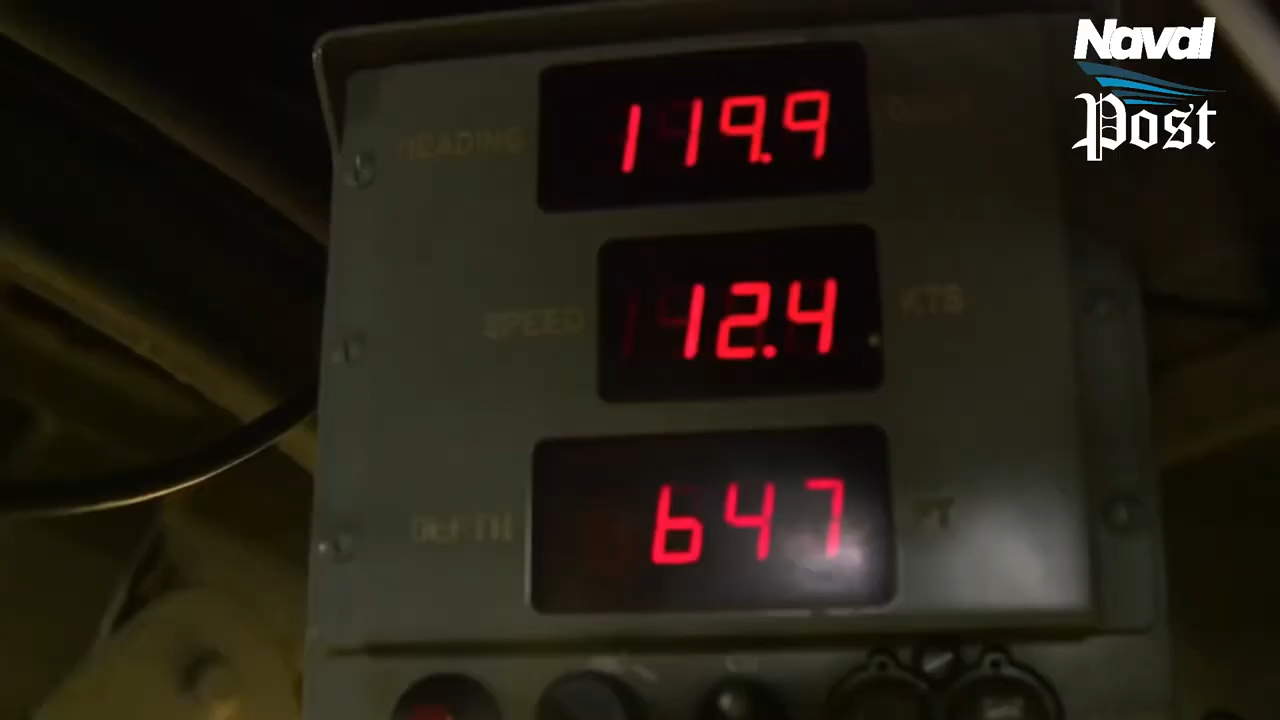 Naval
Post
HEADING 119.9
SPEED 12.4 KTS
DEPTH 647 FT